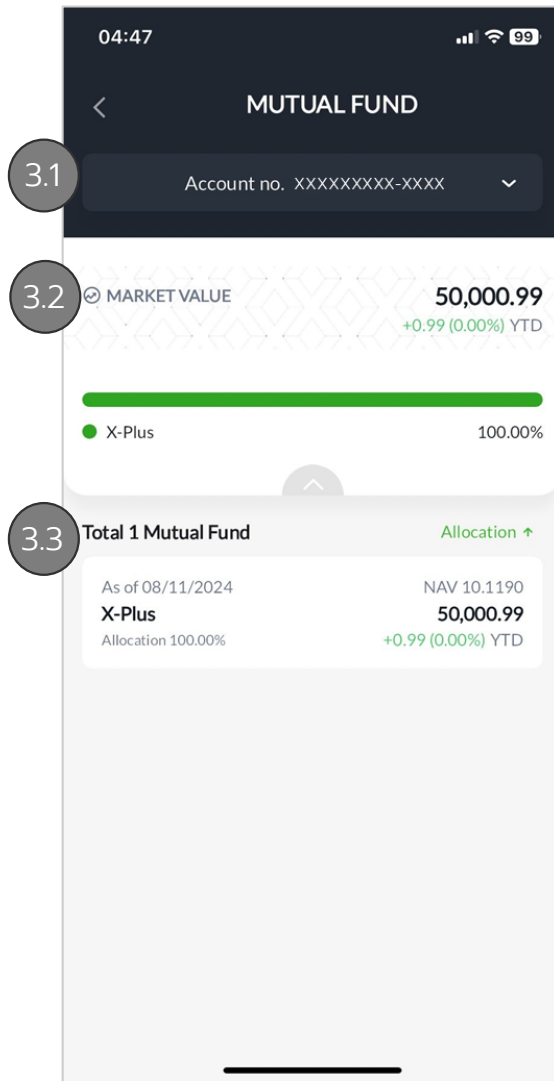 04:47
99
MUTUAL FUND
3.1
Account no. XXXXXXXXX-XXXX
3.2
MARKET VALUE 50,000.99
+0.99 (0.00%) YTD
X-Plus 100.00%
3.3
Total 1 Mutual Fund Allocation ↑
As of 08/11/2024 NAV 10.1190
X-Plus 50,000.99
Allocation 100.00% +0.99 (0.00%) YTD